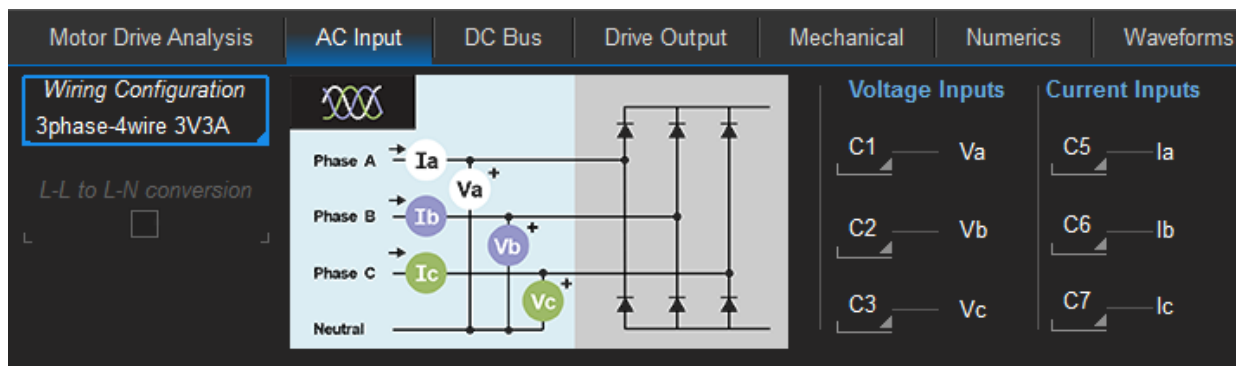 Motor Drive Analysis
AC Input
DC Bus
Drive Output
Mechanical
Numerics
Waveforms
Wiring Configuration
3phase-4wire 3V3A
L-L to L-N conversion
Phase A
Ia
Va
+
Phase B
Ib
Vb
+
Phase C
Ic
Vc
+
Neutral
Voltage Inputs
C1
Va
C2
Vb
C3
Vc
Current Inputs
C5
Ia
C6
Ib
C7
Ic